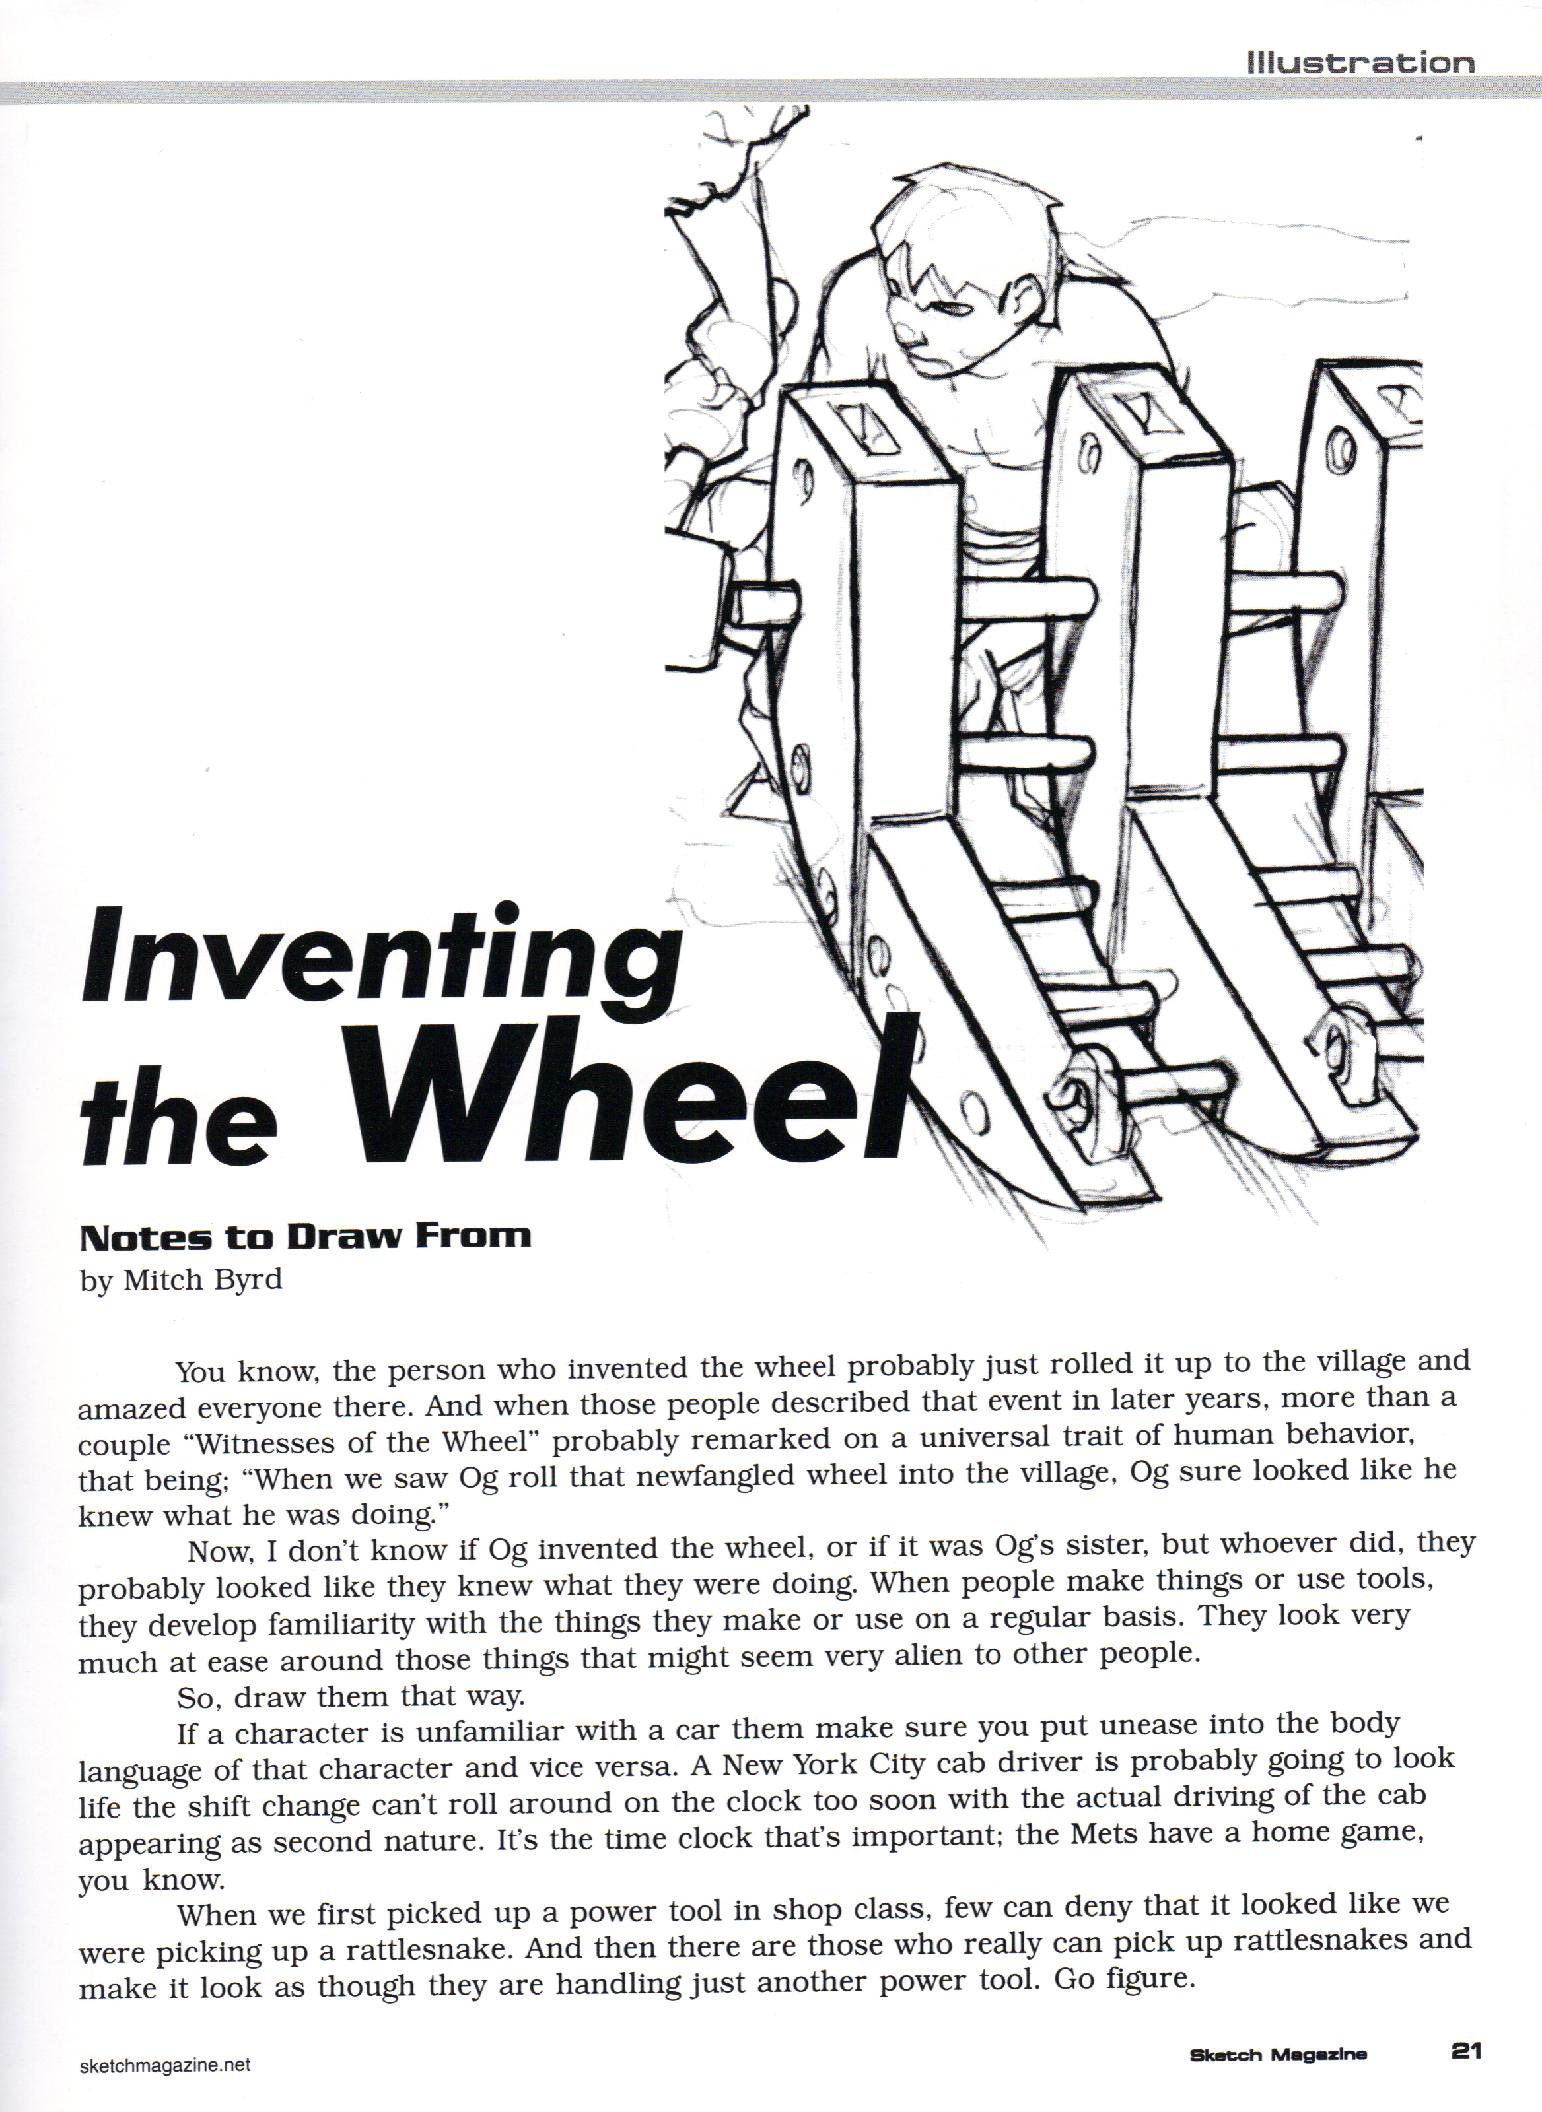 Illustration
Inventing
the Wheel
Notes to Draw From
by Mitch Byrd
You know, the person who invented the wheel probably just rolled it up to the village and
amazed everyone there. And when those people described that event in later years, more than a
couple “Witnesses of the Wheel” probably remarked on a universal trait of human behavior,
that being; “When we saw Og roll that newfangled wheel into the village, Og sure looked like he
knew what he was doing.”
Now, I don't know if Og invented the wheel, or if it was Og's sister, but whoever did, they
probably looked like they knew what they were doing. When people make things or use tools,
they develop familiarity with the things they make or use on a regular basis. They look very
much at ease around those things that might seem very alien to other people.
So, draw them that way.
If a character is unfamiliar with a car them make sure you put unease into the body
language of that character and vice versa. A New York City cab driver is probably going to look
life the shift change can't roll around on the clock too soon with the actual driving of the cab
appearing as second nature. It's the time clock that's important; the Mets have a home game,
you know.
When we first picked up a power tool in shop class, few can deny that it looked like we
were picking up a rattlesnake. And then there are those who really can pick up rattlesnakes and
make it look as though they are handling just another power tool. Go figure.
sketchmagazine.net
Sketch Magazine 21